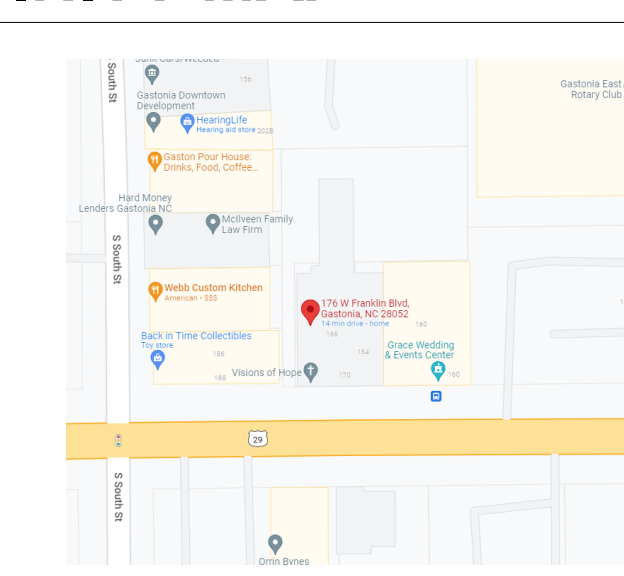 Junk Cars/Weeded
S South St
156
Gastonia East
Rotary Club
Gastonia Downtown
Development
HearingLife
Hearing aid store
202B
Gaston Pour House:
Drinks, Food, Coffee...
Hard Money
Lenders Gastonia NC
McIlveen Family
Law Firm
S South St
Webb Custom Kitchen
American • $$$
176 W Franklin Blvd,
Gastonia, NC 28052
14 min drive - home
160
166
Back in Time Collectibles
Toy store
186
164
Grace Wedding
& Events Center
Visions of Hope
188
170
160
29
S South St
Orrin Bynes